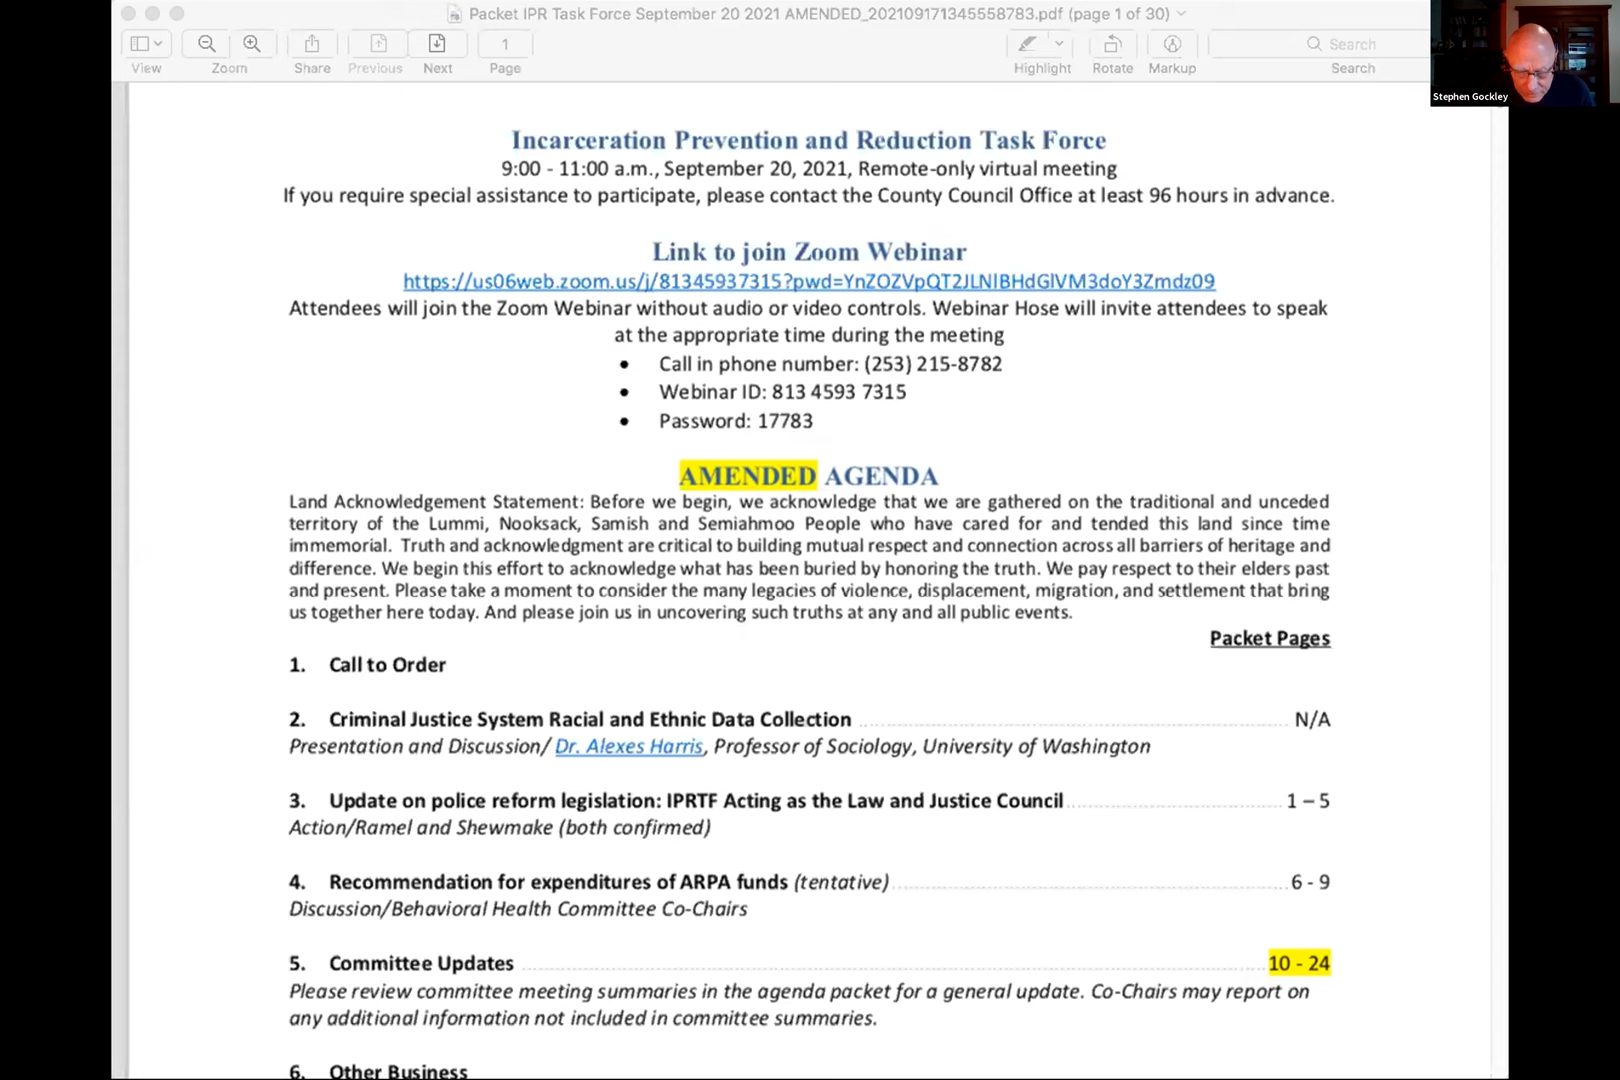 Packet IPR Task Force September 20 2021 AMENDED_202109171345558783.pdf (page 1 of 30)
View
Zoom
Share
Previous
Next
1
Page
Highlight
Rotate
Markup
Search
Search
Stephen Gockley
Incarceration Prevention and Reduction Task Force
9:00 - 11:00 a.m., September 20, 2021, Remote-only virtual meeting
If you require special assistance to participate, please contact the County Council Office at least 96 hours in advance.
Link to join Zoom Webinar
https://us06web.zoom.us/j/81345937315?pwd=YnZOZVpQT2JLNlBHdGlVM3doY3Zmdz09
Attendees will join the Zoom Webinar without audio or video controls. Webinar Hose will invite attendees to speak
at the appropriate time during the meeting
• Call in phone number: (253) 215-8782
• Webinar ID: 813 4593 7315
• Password: 17783
AMENDED AGENDA
Land Acknowledgement Statement: Before we begin, we acknowledge that we are gathered on the traditional and unceded
territory of the Lummi, Nooksack, Samish and Semiahmoo People who have cared for and tended this land since time
immemorial. Truth and acknowledgment are critical to building mutual respect and connection across all barriers of heritage and
difference. We begin this effort to acknowledge what has been buried by honoring the truth. We pay respect to their elders past
and present. Please take a moment to consider the many legacies of violence, displacement, migration, and settlement that bring
us together here today. And please join us in uncovering such truths at any and all public events.
Packet Pages
1. Call to Order
2. Criminal Justice System Racial and Ethnic Data Collection N/A
Presentation and Discussion/ Dr. Alexes Harris, Professor of Sociology, University of Washington
3. Update on police reform legislation: IPRTF Acting as the Law and Justice Council 1 – 5
Action/Ramel and Shewmake (both confirmed)
4. Recommendation for expenditures of ARPA funds (tentative) 6 - 9
Discussion/Behavioral Health Committee Co-Chairs
5. Committee Updates 10 - 24
Please review committee meeting summaries in the agenda packet for a general update. Co-Chairs may report on
any additional information not included in committee summaries.
6. Other Business